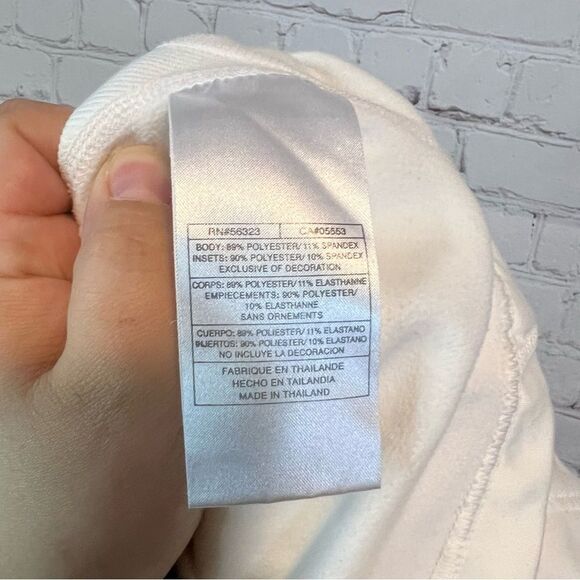 RN#56323 CA#05553
BODY: 89% POLYESTER/11% SPANDEX
INSETS: 90% POLYESTER/10% SPANDEX
EXCLUSIVE OF DECORATION
CORPS: 89% POLYESTER/11% ELASTHANNE
EMPIECEMENTS: 90% POLYESTER/
10% ELASTHANNE
SANS ORNEMENTS
CUERPO: 89% POLIESTER/11% ELASTANO
INJERTOS: 90% POLIESTER/10% ELASTANO
NO INCLUYE LA DECORACION
FABRIQUE EN THAILANDE
HECHO EN TAILANDIA
MADE IN THAILAND